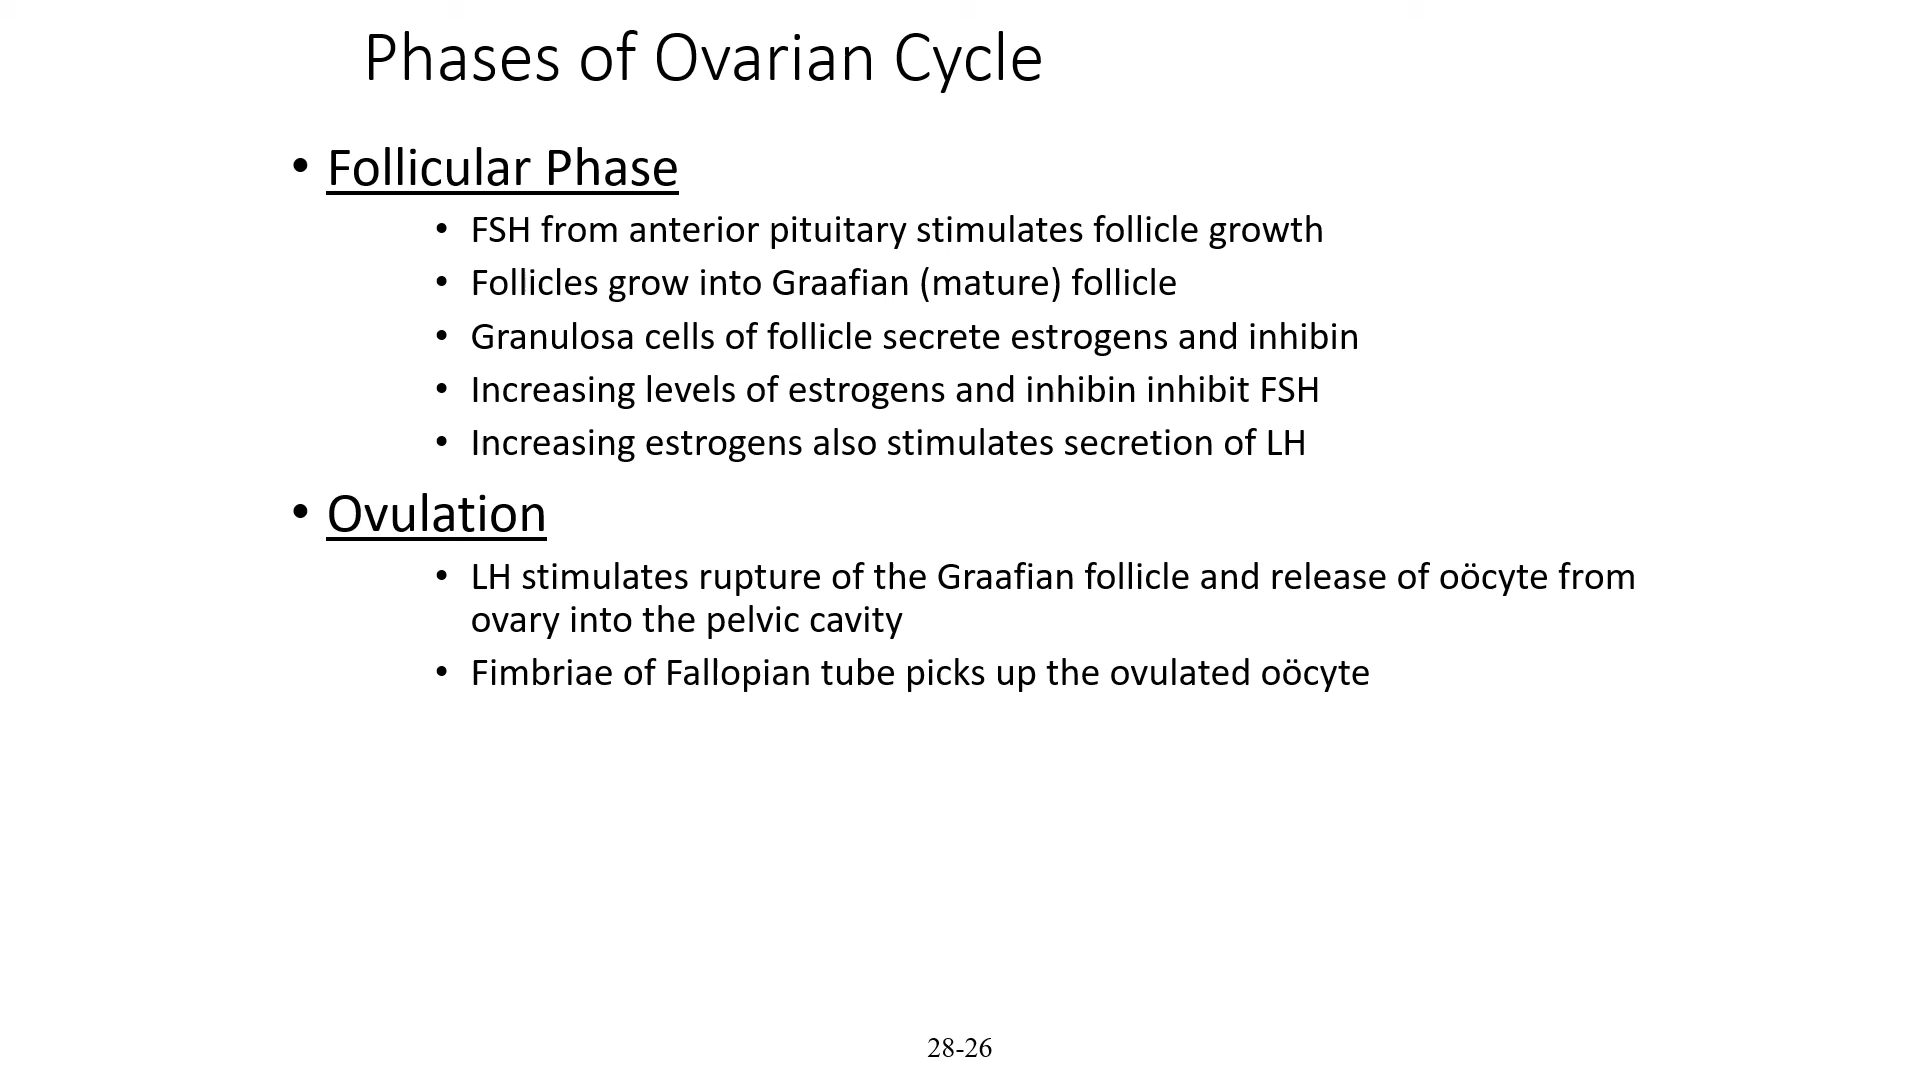 Phases of Ovarian Cycle
• Follicular Phase
• FSH from anterior pituitary stimulates follicle growth
• Follicles grow into Graafian (mature) follicle
• Granulosa cells of follicle secrete estrogens and inhibin
• Increasing levels of estrogens and inhibin inhibit FSH
• Increasing estrogens also stimulates secretion of LH
• Ovulation
• LH stimulates rupture of the Graafian follicle and release of oöcyte from
ovary into the pelvic cavity
• Fimbriae of Fallopian tube picks up the ovulated oöcyte
28-26